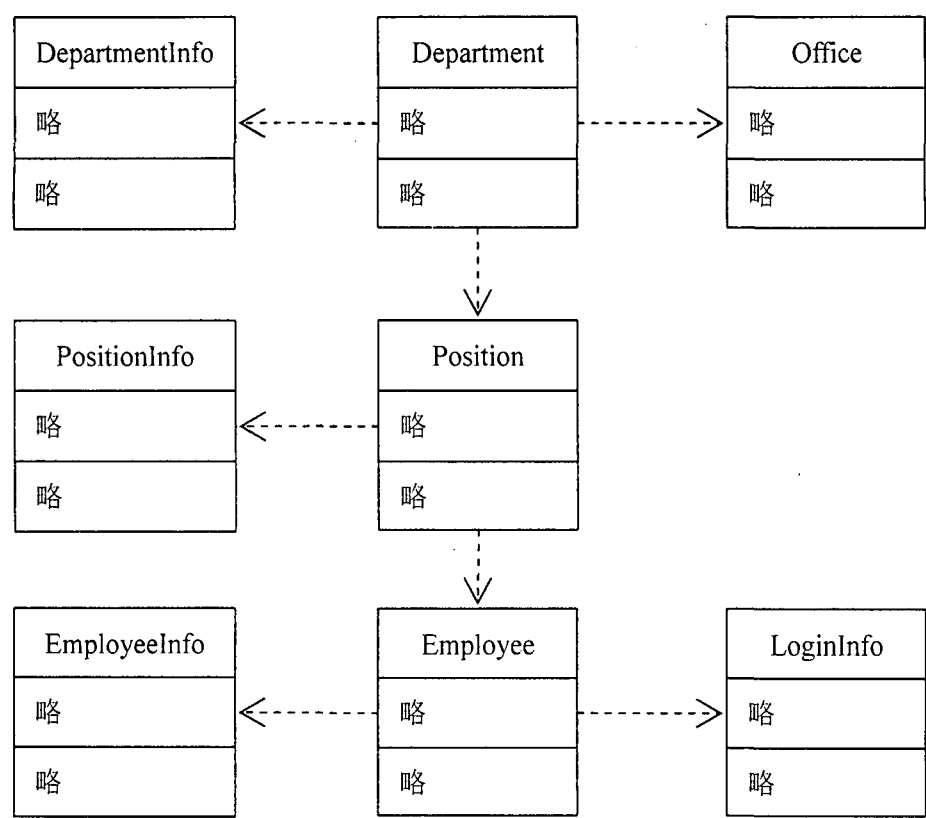 DepartmentInfo
略
略
Department
略
略
Office
略
略
PositionInfo
略
略
Position
略
略
EmployeeInfo
略
略
Employee
略
略
LoginInfo
略
略